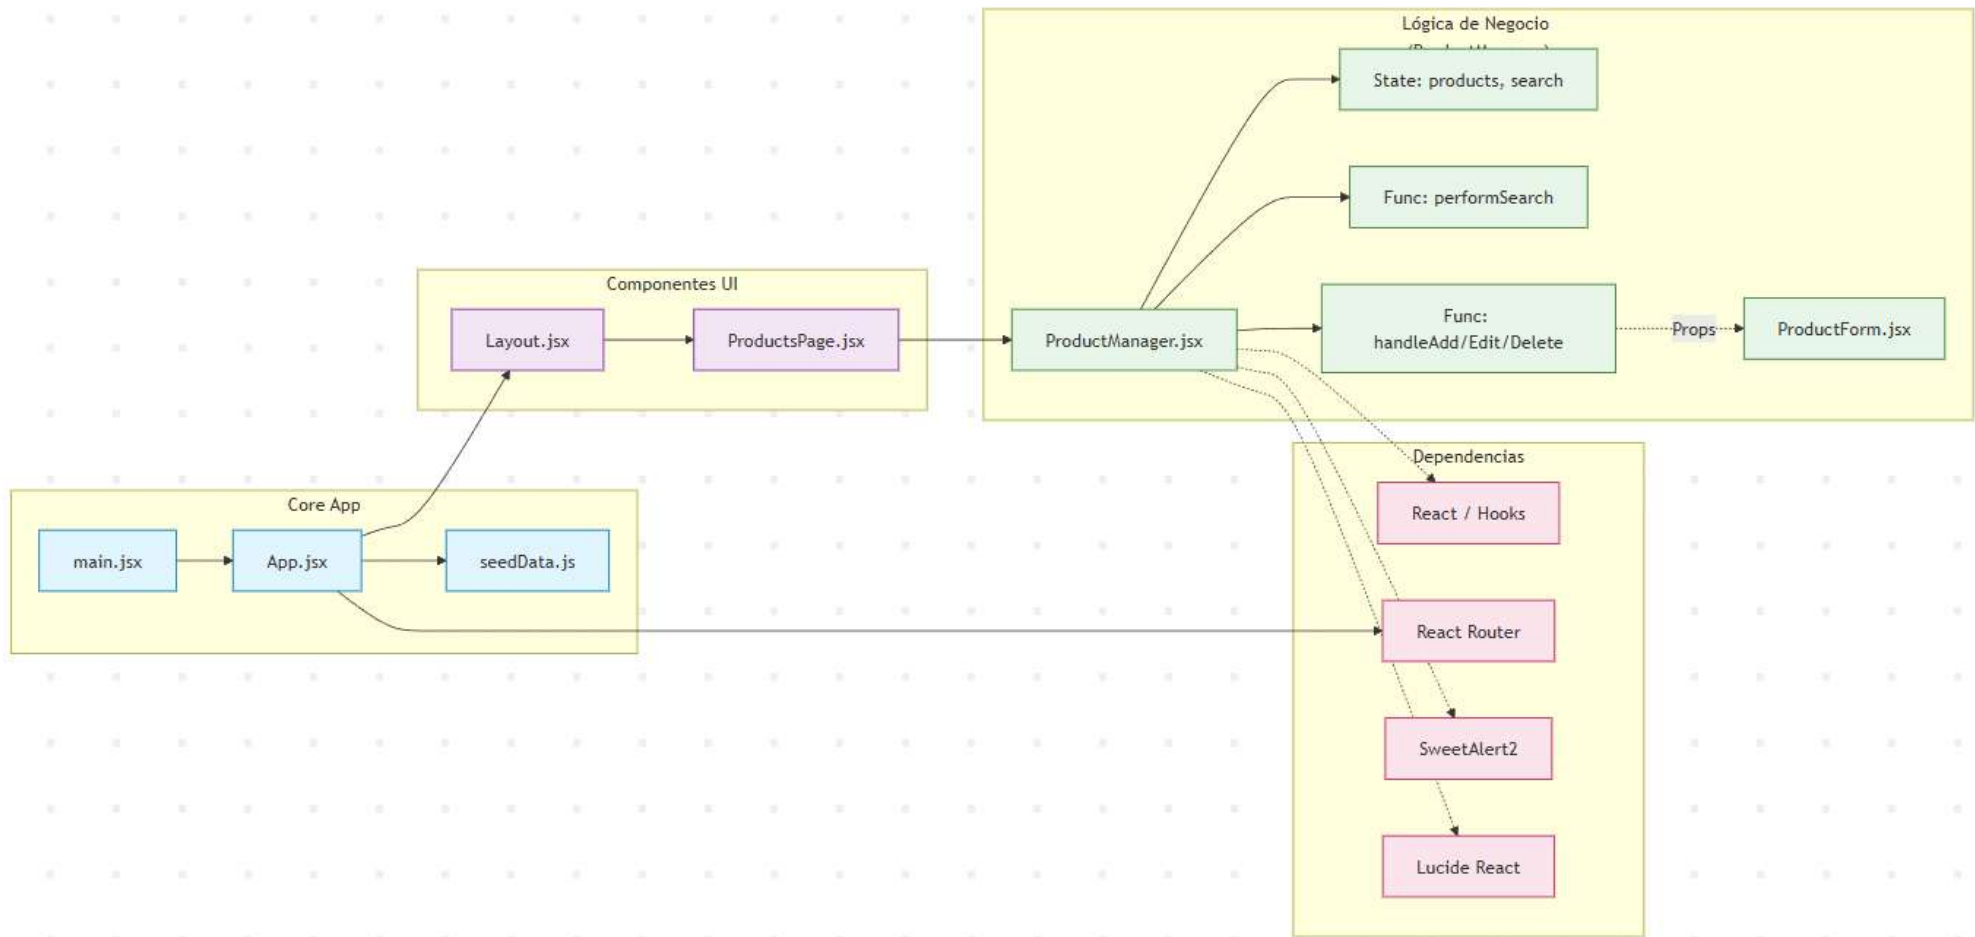 Lógica de Negocio
State: products, search
Func: performSearch
Componentes UI
Layout.jsx
ProductsPage.jsx
ProductManager.jsx
Func:
handleAdd/Edit/Delete
Props
ProductForm.jsx
Core App
main.jsx
App.jsx
seedData.js
Dependencias
React / Hooks
React Router
SweetAlert2
Lucide React